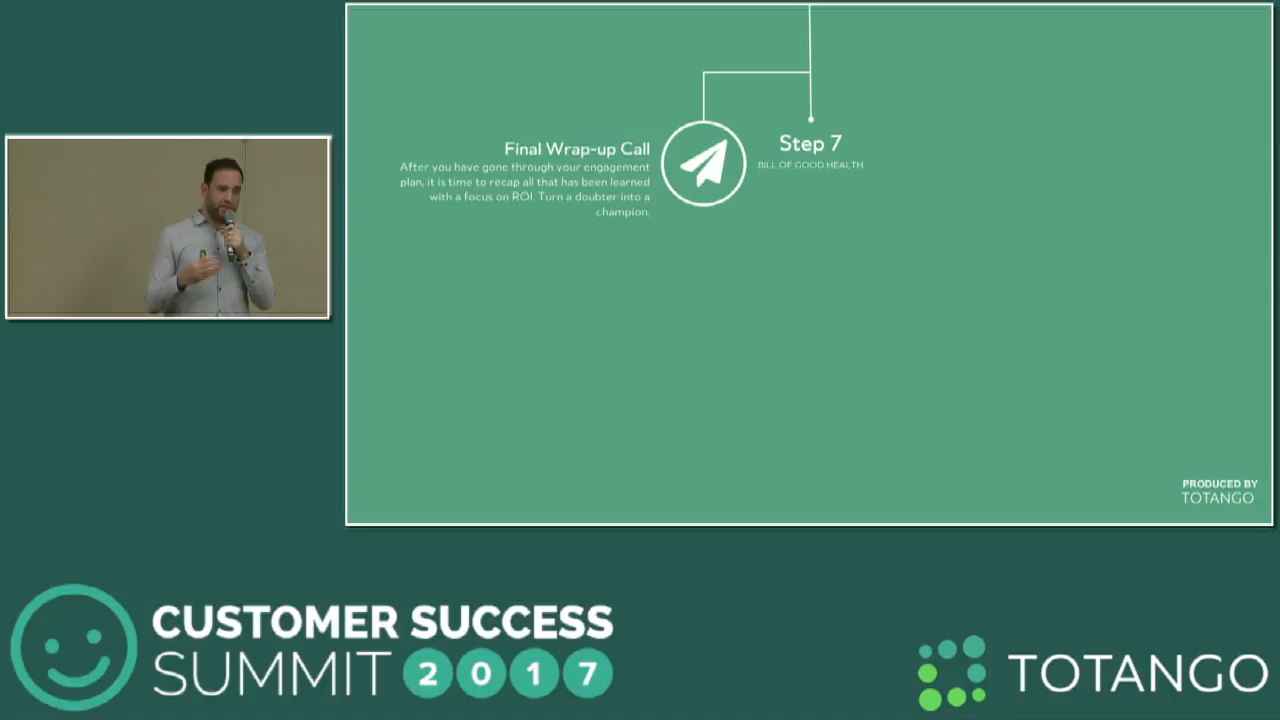 Final Wrap-up Call
After you have gone through your engagement
plan, it is time to recap all that has been learned
with a focus on ROI. Turn a doubter into a
champion.
Step 7
BILL OF GOOD HEALTH
PRODUCED BY
TOTANGO
CUSTOMER SUCCESS
SUMMIT 2017
TOTANGO